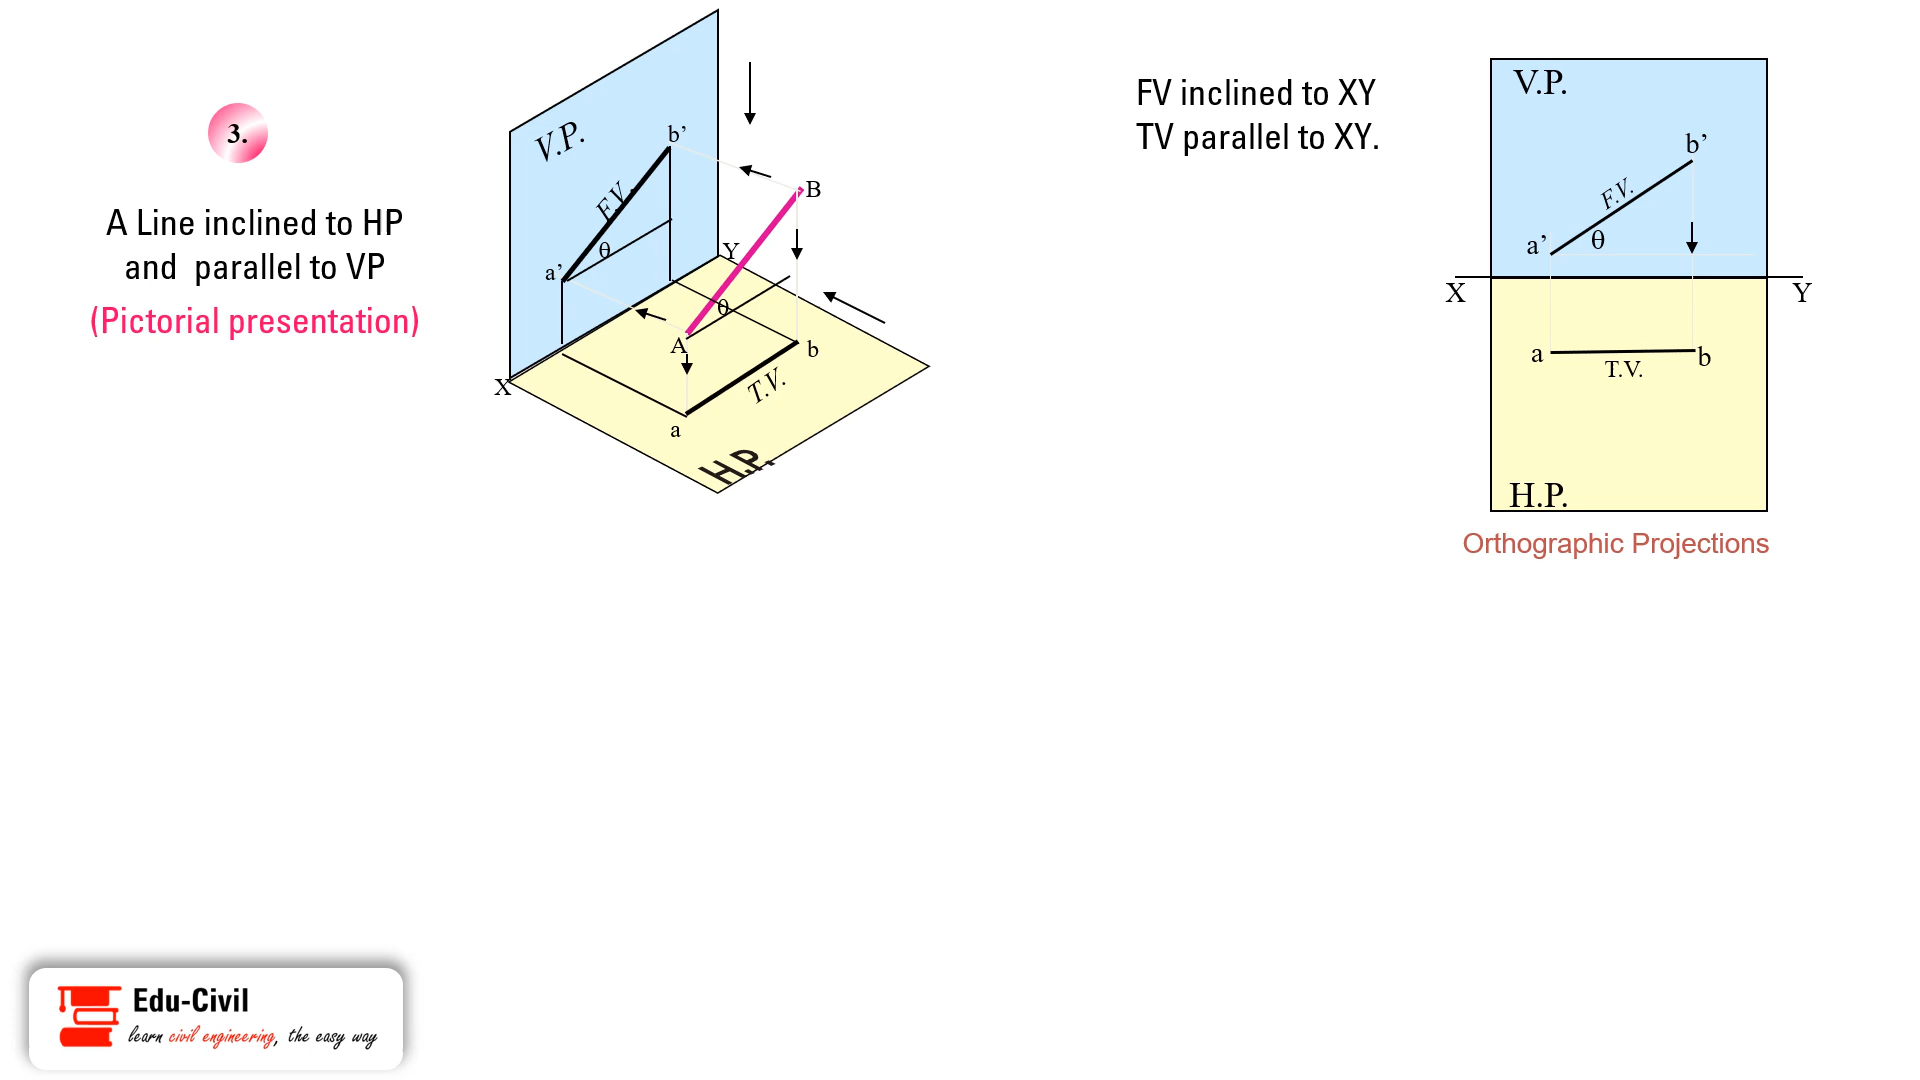 3.
A Line inclined to HP
and parallel to VP
(Pictorial presentation)
V.P.
b’
F.V.
θ
a’
B
Y
θ
A
b
X
T.V.
a
H.P.
FV inclined to XY
TV parallel to XY.
V.P.
b’
F.V.
a’
θ
X
Y
a
b
T.V.
H.P.
Orthographic Projections
Edu-Civil
learn civil engineering, the easy way